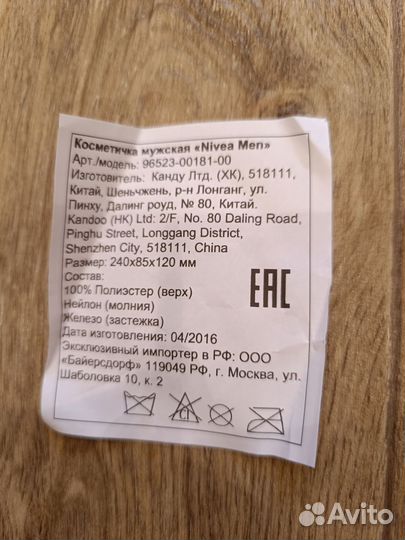 Косметичка мужская «Nivea Men»
Арт./модель: 96523-00181-00
Изготовитель: Канду Лтд. (ХК), 518111,
Китай, Шеньчжень, р-н Лонганг, ул.
Пинху, Далинг роуд, № 80, Китай.
Kandoo (HK) Ltd: 2/F, No. 80 Daling Road,
Pinghu Street, Longgang District,
Shenzhen City, 518111, China
Размер: 240x85x120 мм
Состав:
100% Полиэстер (верх)
Нейлон (молния)
Железо (застежка)
Дата изготовления: 04/2016
Эксклюзивный импортер в РФ: ООО
«Байерсдорф» 119049 РФ, г. Москва, ул.
Шаболовка 10, к. 2
EAC
CL
Avito